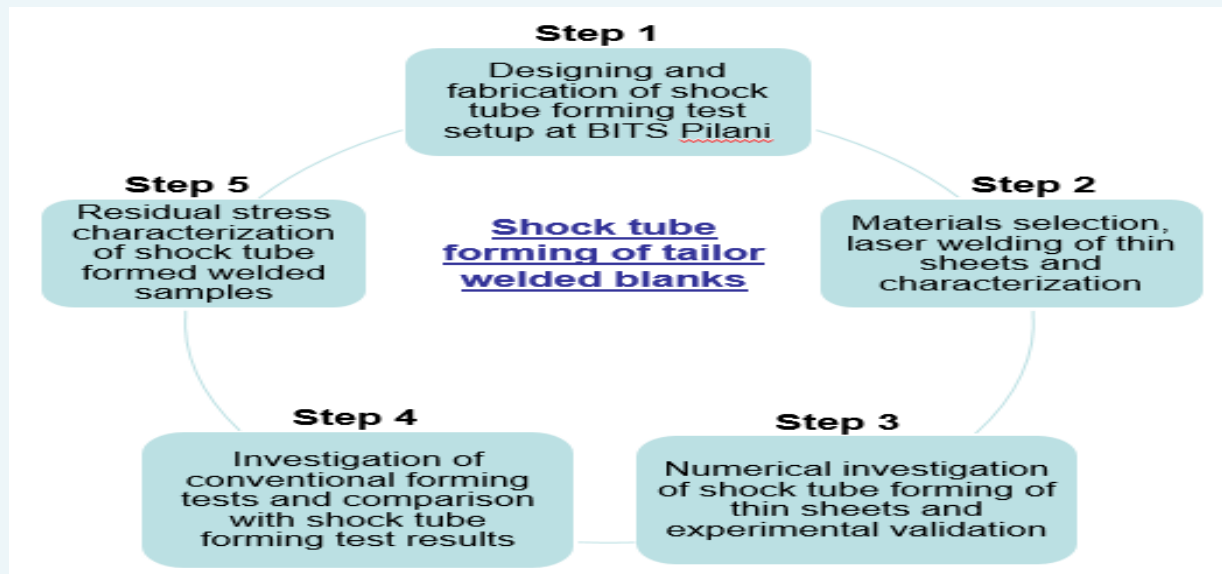 Step 1
Designing and
fabrication of shock
tube forming test
setup at BITS Pilani
Step 2
Materials selection,
laser welding of thin
sheets and
characterization
Step 3
Numerical investigation
of shock tube forming of
thin sheets and
experimental validation
Step 4
Investigation of
conventional forming
tests and comparison
with shock tube
forming test results
Step 5
Residual stress
characterization
of shock tube
formed welded
samples
Shock tube
forming of tailor
welded blanks